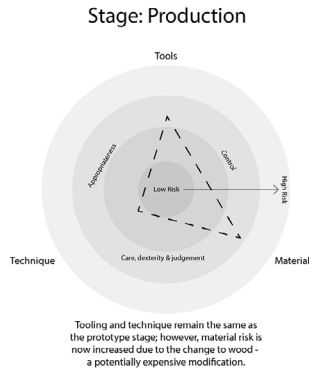 Stage: Production
Tools
Appropriateness
Control
Low Risk
High Risk
Care, dexterity & judgement
Technique
Material
Tooling and technique remain the same as
the prototype stage; however, material risk is
now increased due to the change to wood -
a potentially expensive modification.